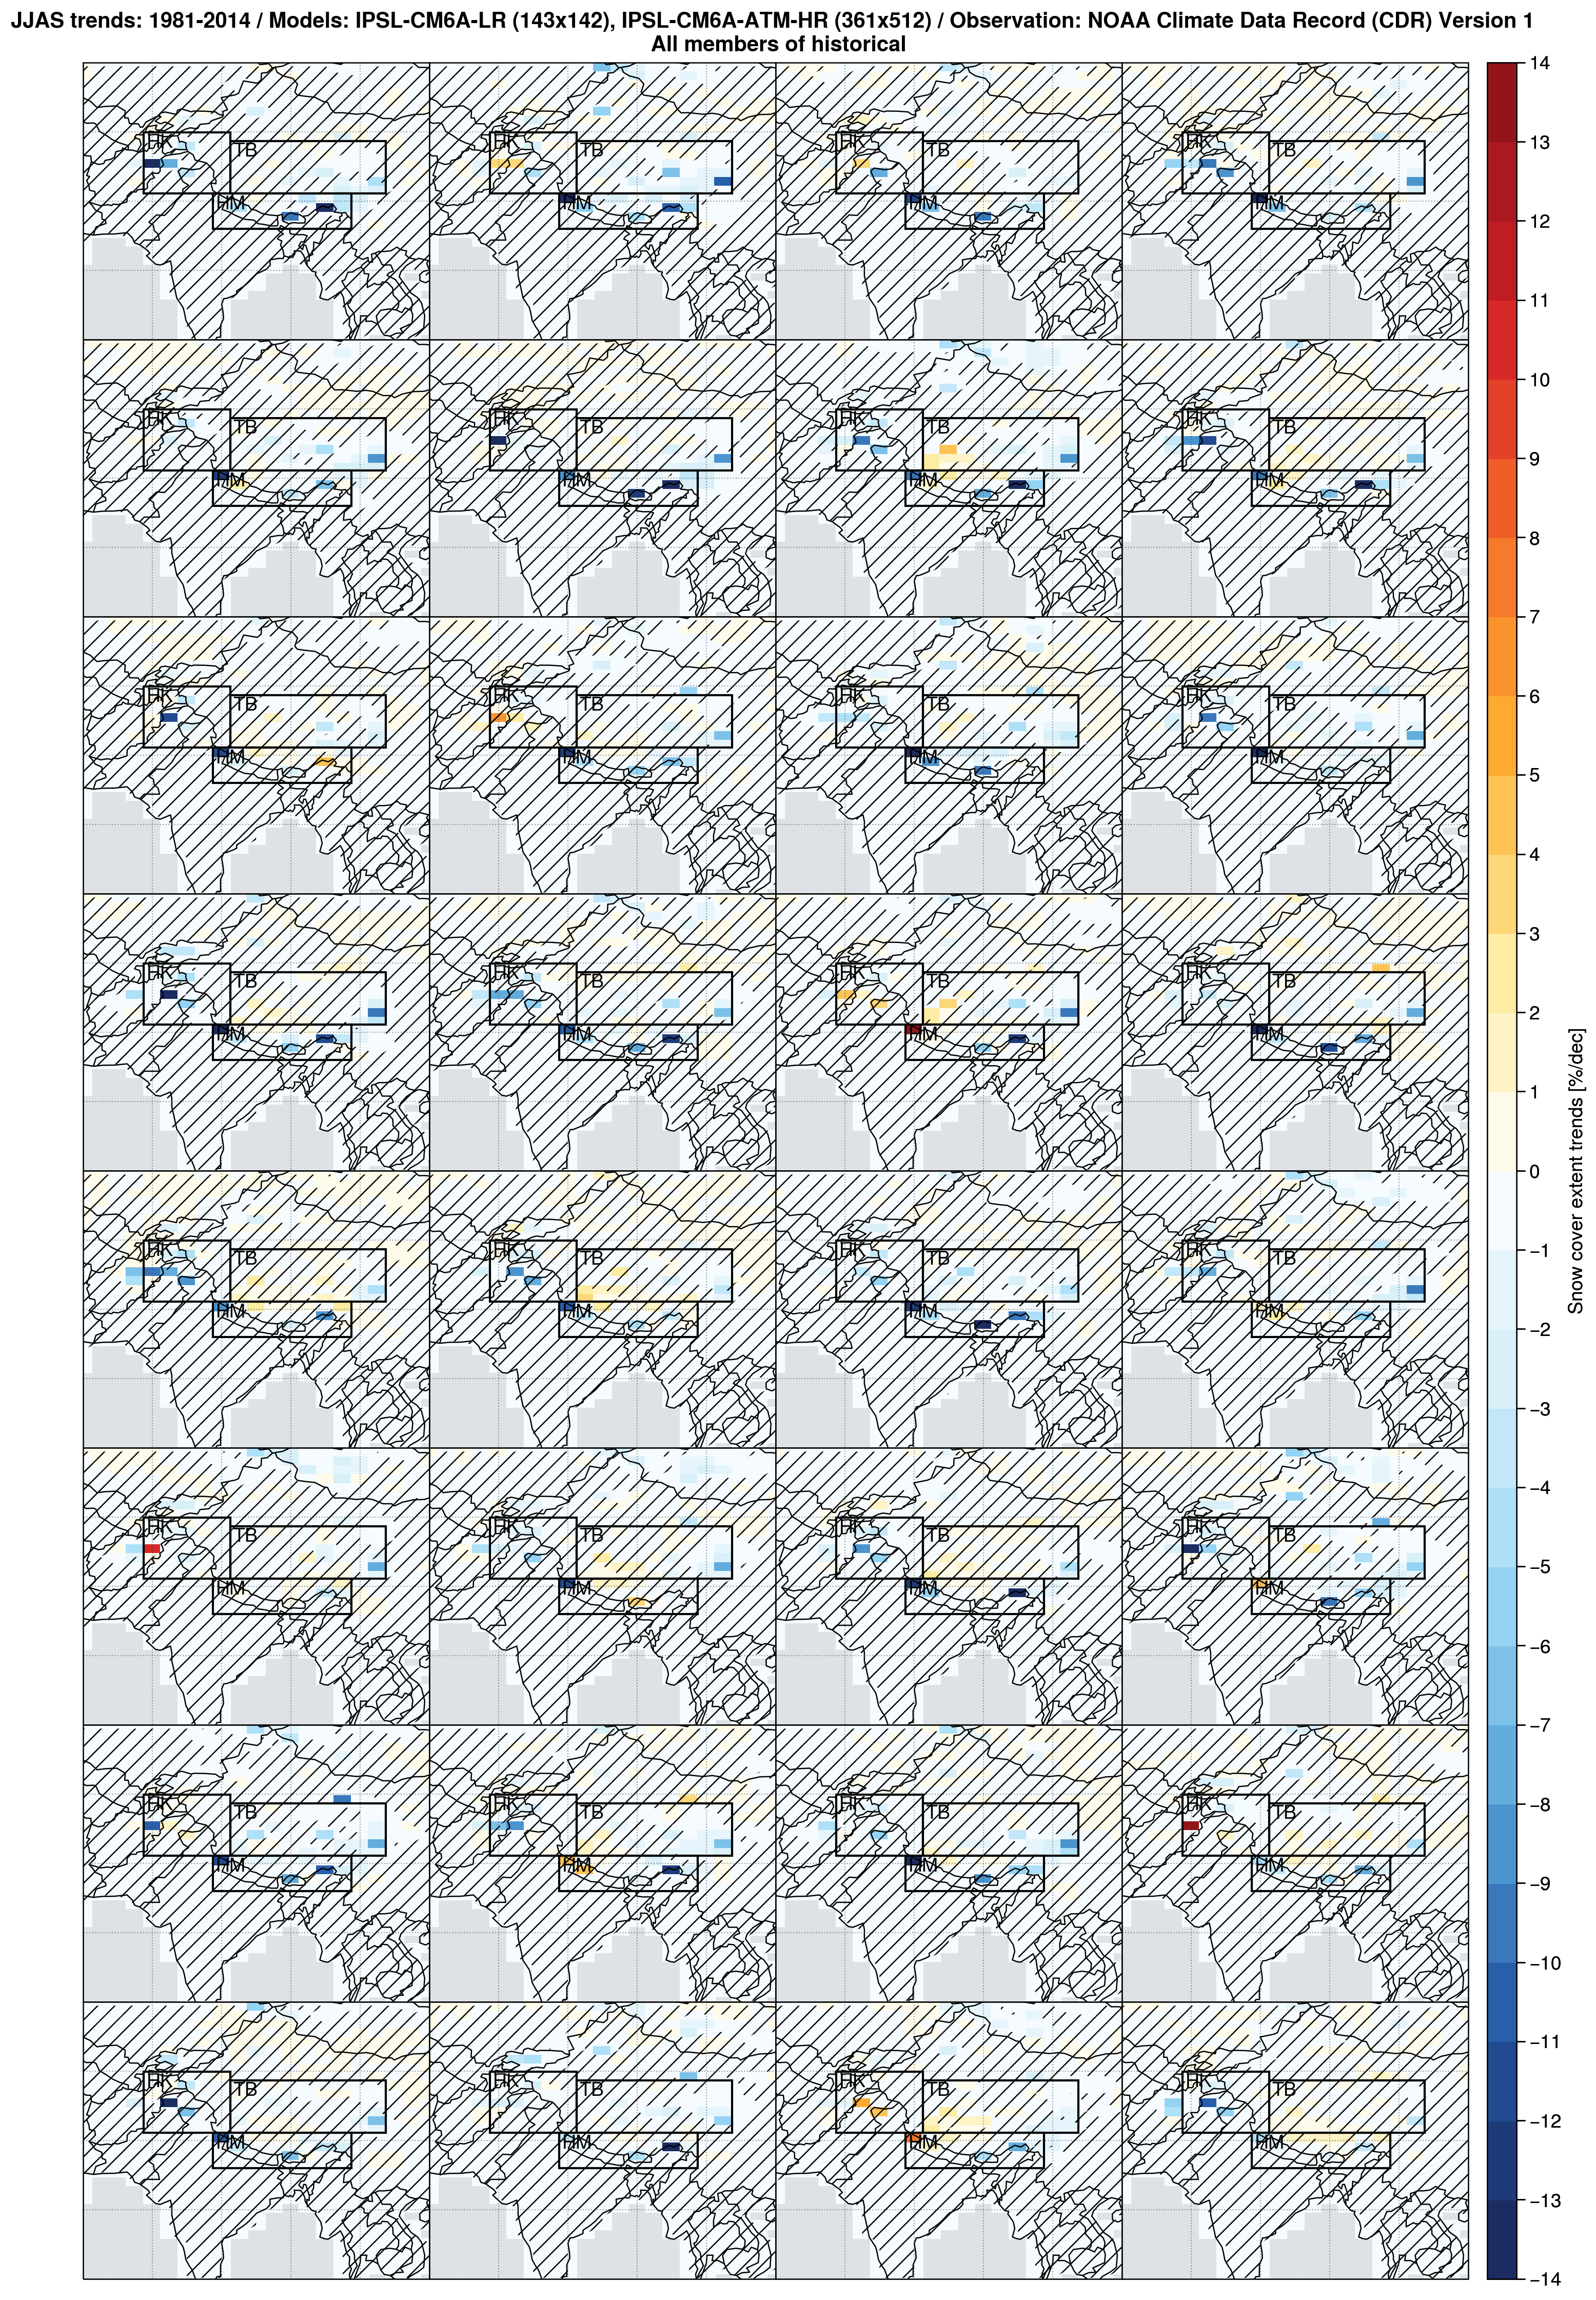 JJAS trends: 1981-2014 / Models: IPSL-CM6A-LR (143x142), IPSL-CM6A-ATM-HR (361x512) / Observation: NOAA Climate Data Record (CDR) Version 1
All members of historical
HK TB HK TB HK TB HK TB
HM HM HM HM
HK TB HK TB HK TB HK TB
HM HM HM HM
HK TB HK TB HK TB HK TB
HM HM HM HM
HK TB HK TB HK TB HK TB
HM HM HM HM
HK TB HK TB HK TB HK TB
HM HM HM HM
HK TB HK TB HK TB HK TB
HM HM HM HM
HK TB HK TB HK TB HK TB
HM HM HM HM
HK TB HK TB HK TB HK TB
HM HM HM HM
14
13
12
11
10
9
8
7
6
5
4
3
2
1
0
−1
−2
−3
−4
−5
−6
−7
−8
−9
−10
−11
−12
−13
−14
Snow cover extent trends [%/dec]